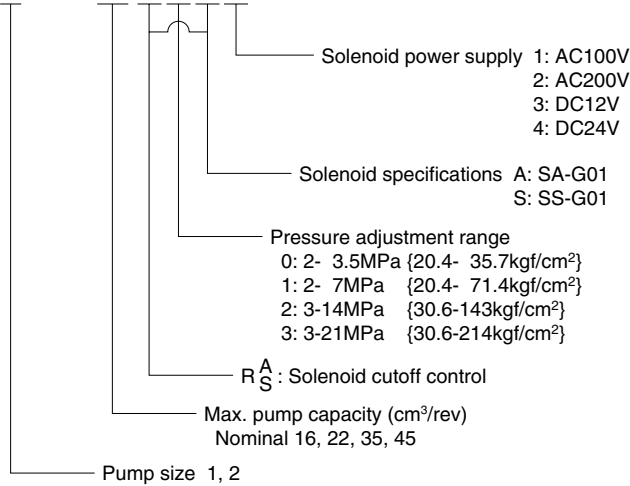 Solenoid power supply 1: AC100V
2: AC200V
3: DC12V
4: DC24V
Solenoid specifications A: SA-G01
S: SS-G01
Pressure adjustment range
0: 2- 3.5MPa {20.4- 35.7kgf/cm²}
1: 2- 7MPa {20.4- 71.4kgf/cm²}
2: 3-14MPa {30.6-143kgf/cm²}
3: 3-21MPa {30.6-214kgf/cm²}
R A S : Solenoid cutoff control
Max. pump capacity (cm³/rev)
Nominal 16, 22, 35, 45
Pump size 1, 2